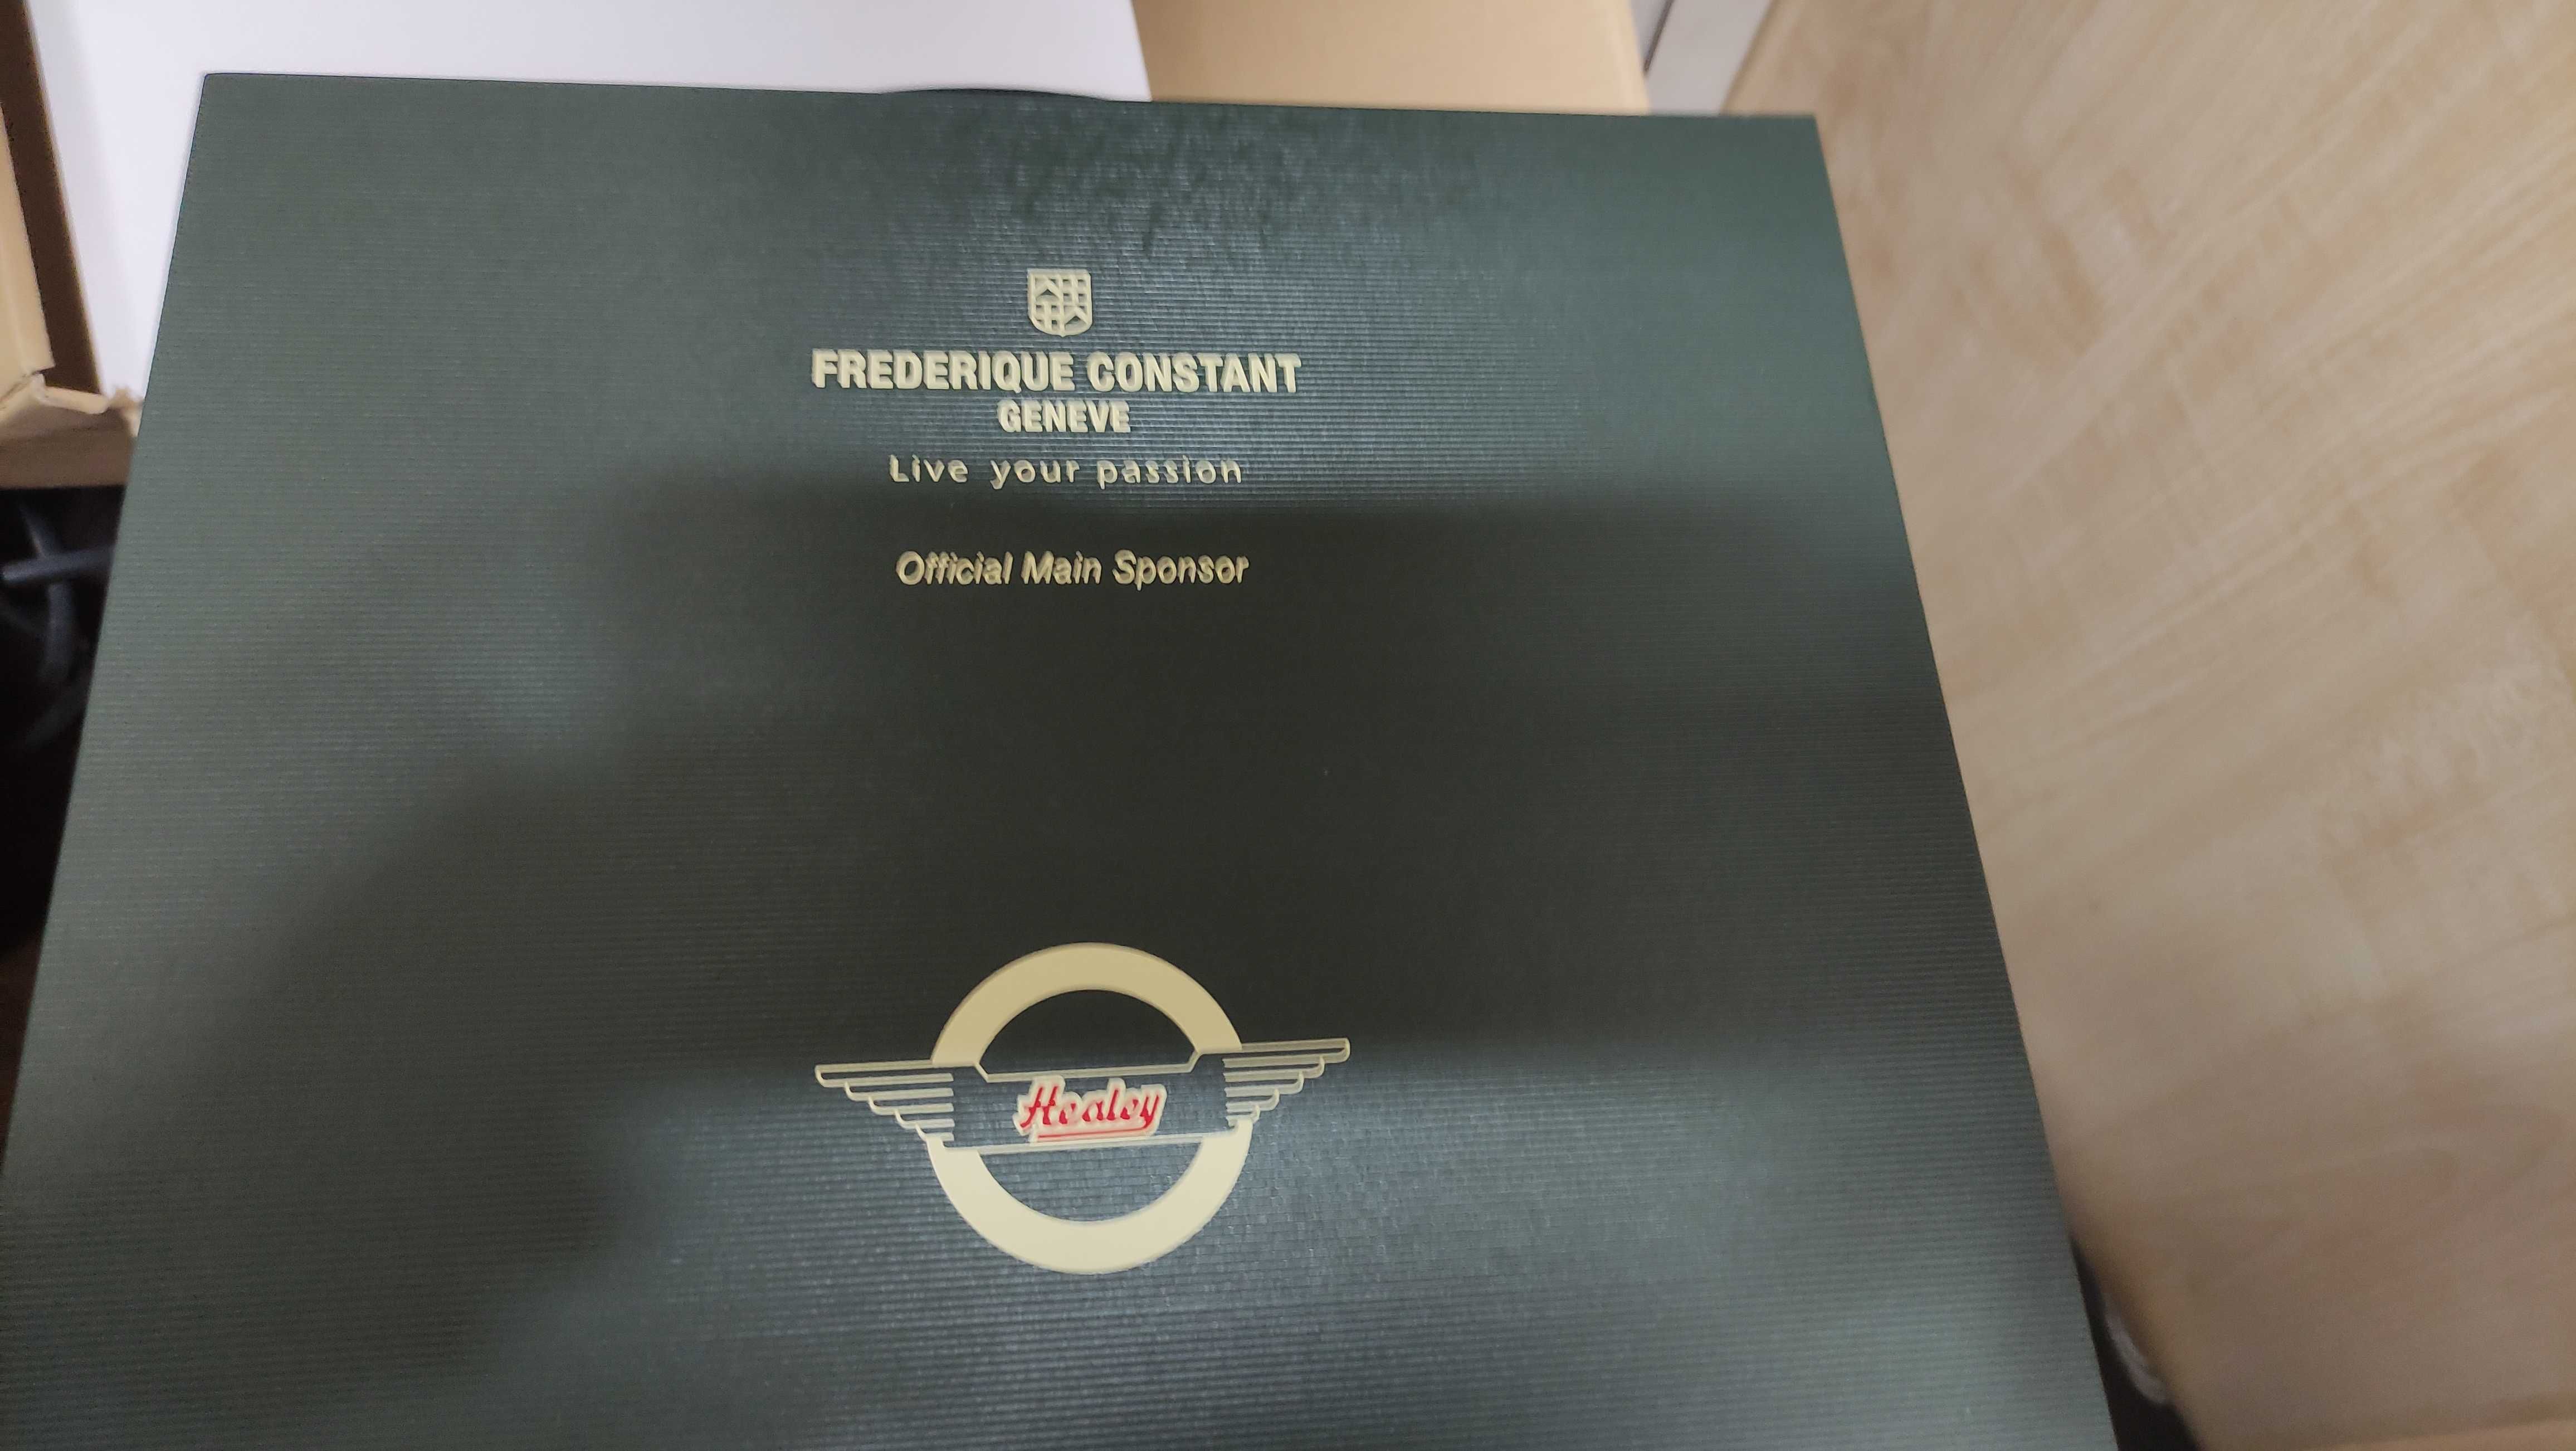 FREDERIQUE CONSTANT
GENEVE
Live your passion
Official Main Sponsor
Healey